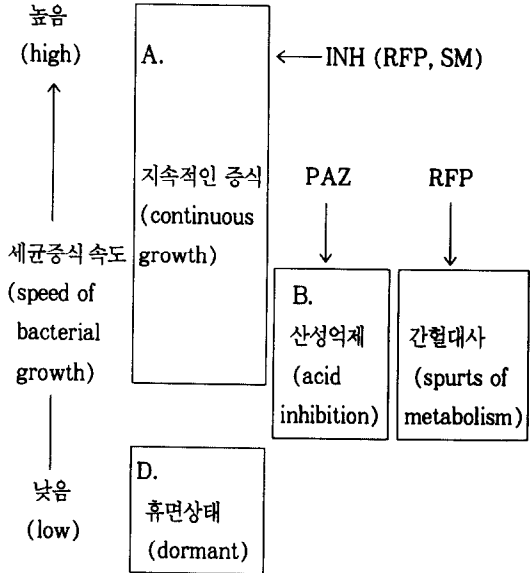 높음
(high)
A.
INH (RFP, SM)
지속적인 증식
(continuous
growth)
PAZ
RFP
세균증식 속도
(speed of
bacterial
growth)
B.
산성억제
(acid
inhibition)
간헐대사
(spurts of
metabolism)
낮음
(low)
D.
휴면상태
(dormant)